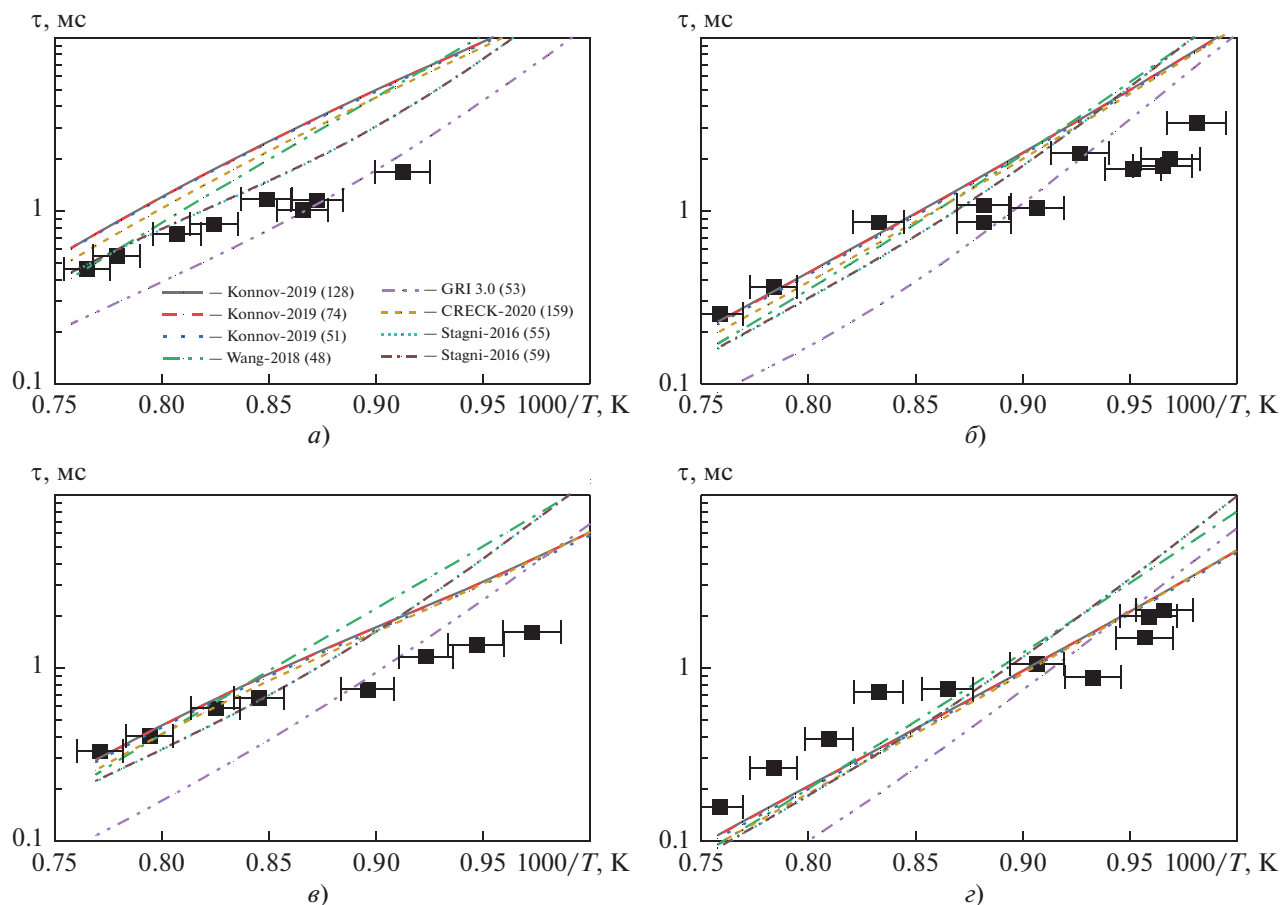 τ, мс
τ, мс
1
1
— Konnov-2019 (128)
— GRI 3.0 (53)
— Konnov-2019 (74)
— CRECK-2020 (159)
— Konnov-2019 (51)
— Stagni-2016 (55)
— Wang-2018 (48)
— Stagni-2016 (59)
0.1
0.1
0.75 0.80 0.85 0.90 0.95 1000/T, K
0.75 0.80 0.85 0.90 0.95 1000/T, K
а)
б)
τ, мс
τ, мс
1
1
0.1
0.1
0.75 0.80 0.85 0.90 0.95 1000/T, K
0.75 0.80 0.85 0.90 0.95 1000/T, K
в)
г)